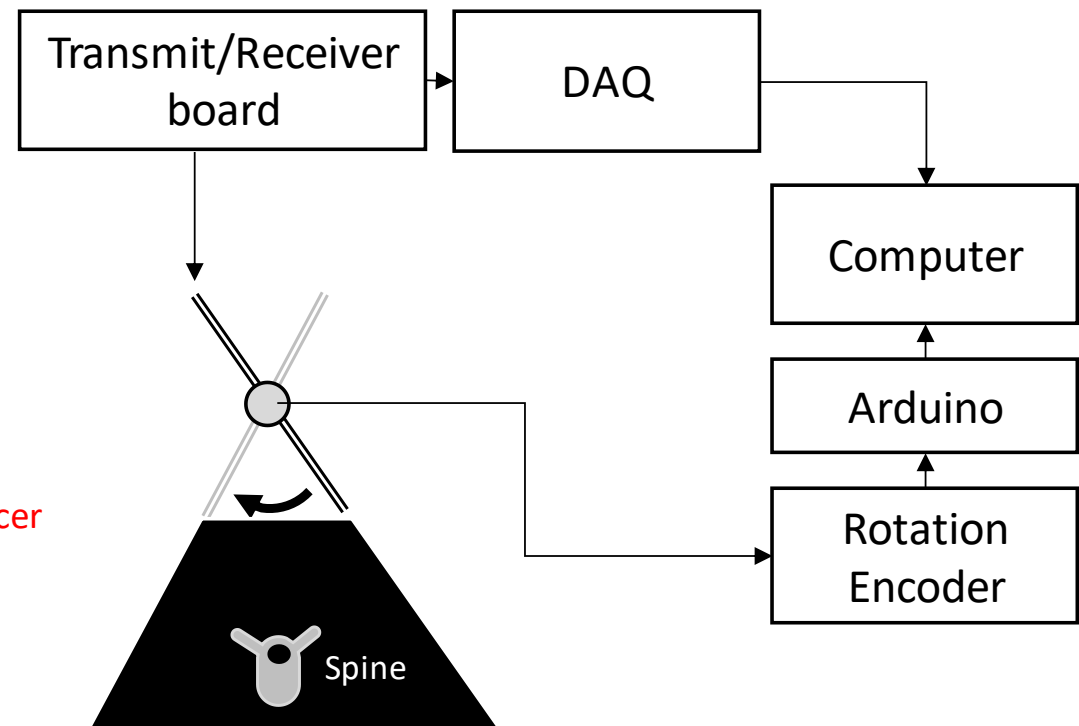 Transmit/Receiver
board
DAQ
Computer
Arduino
cer
Rotation
Encoder
Spine